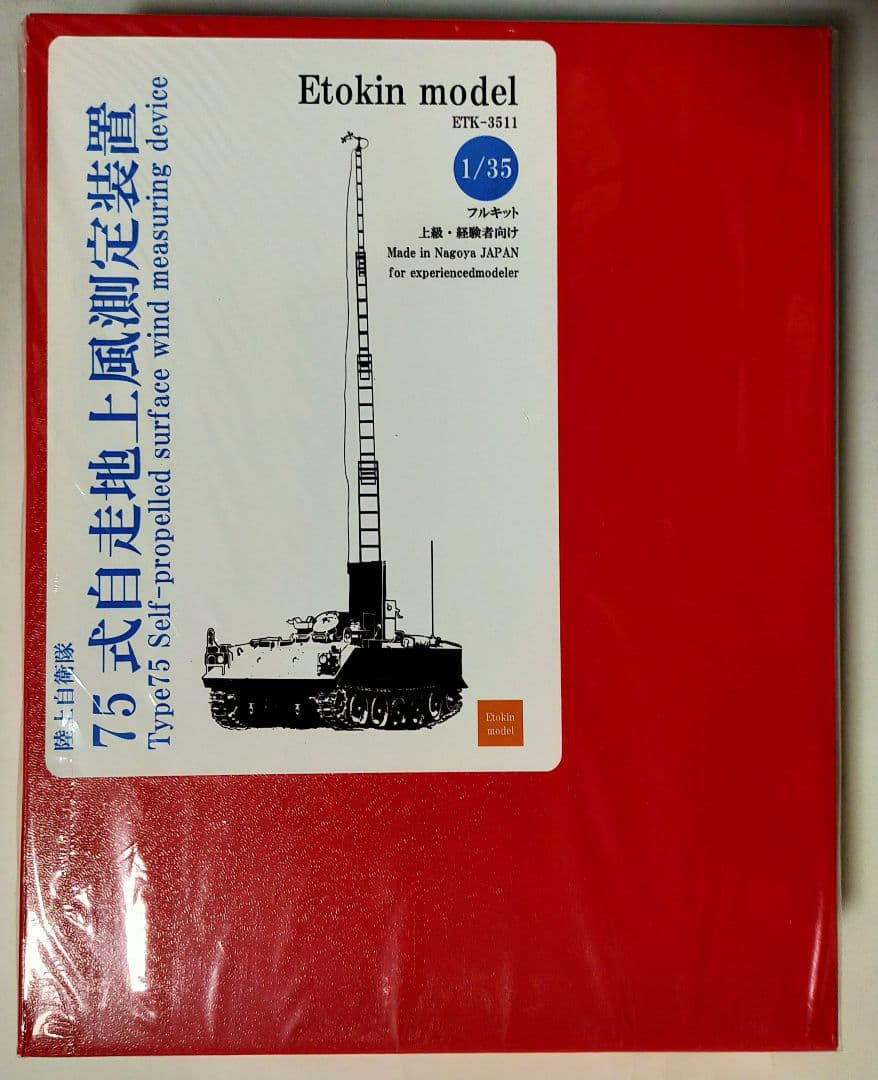 Etokin model
ETK-3511
1/35
フルキット
上級・経験者向け
Made in Nagoya JAPAN
for experiencedmodeler
陸上自衛隊
75式自走地上風測定装置
Type75 Self-propelled surface wind measuring device
Etokin
model